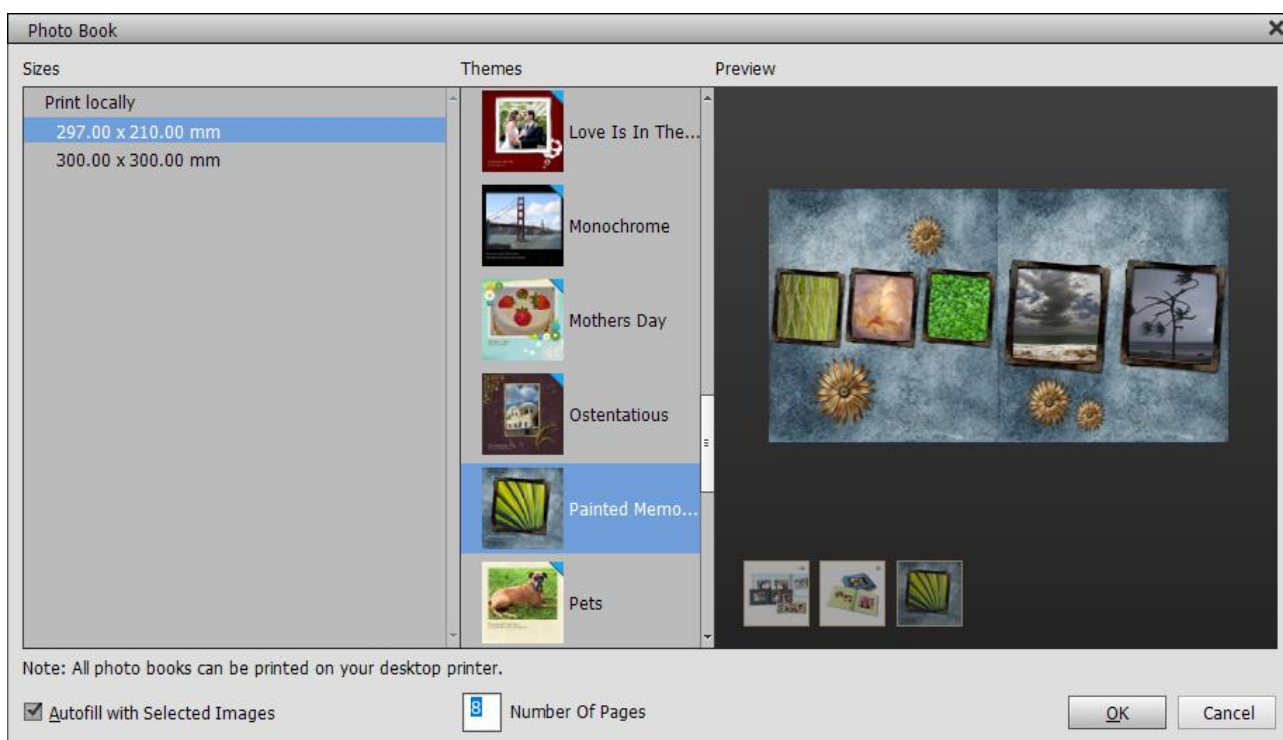 Photo Book
Sizes
Themes
Preview
Print locally
297.00 x 210.00 mm
300.00 x 300.00 mm
Love Is In The...
Monochrome
Mothers Day
Ostentatious
Painted Memo...
Pets
Note: All photo books can be printed on your desktop printer.
Autofill with Selected Images
8 Number Of Pages
OK
Cancel